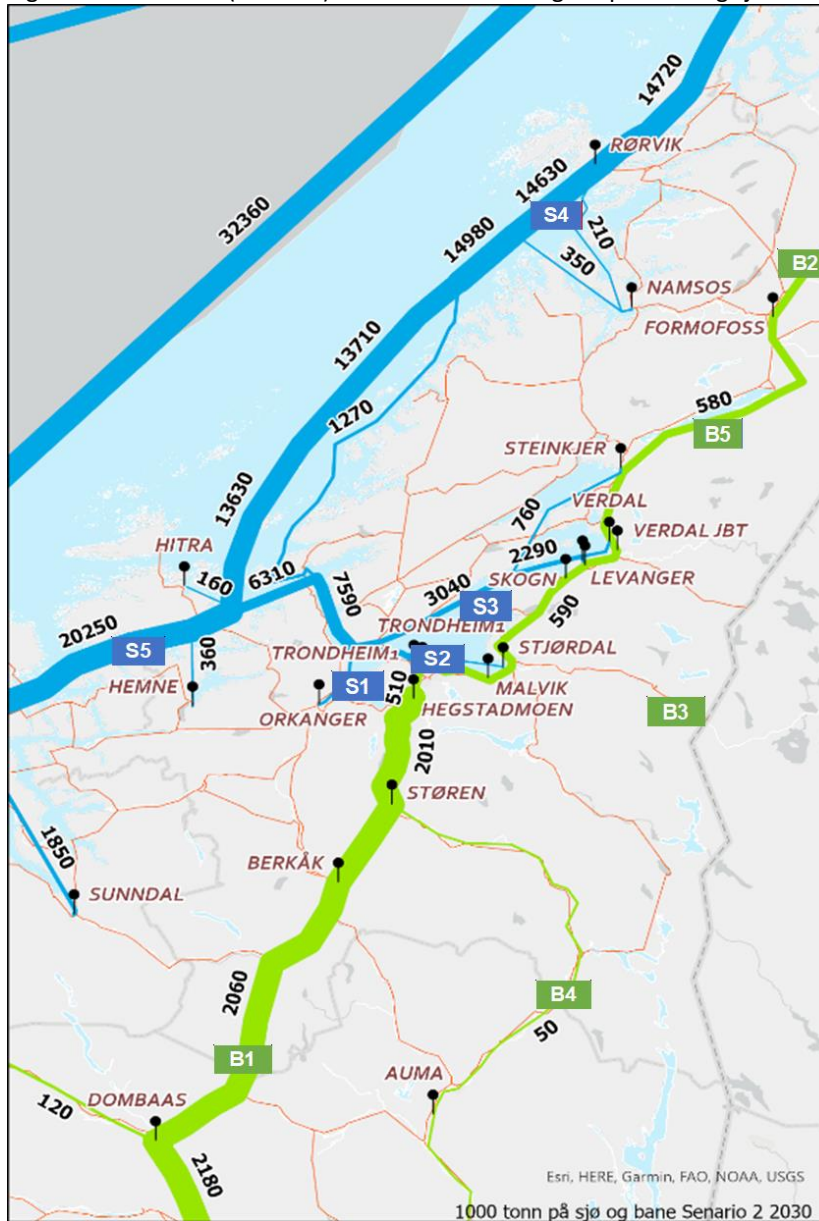 14720
RØRVIK
14630
S4
32360
14980
210
350
B2
NAMSOS
FORMOFOSS
13710
1270
580
B5
STEINKJER
13630
VERDAL
760
VERDAL JBT
HITRA
2290
160
6310
SKOGN
LEVANGER
7590
3040
590
S3
20250
S5
TRONDHEIM1
360
TRONDHEIM1
S2
STJØRDAL
HEMNE
S1
MALVIK
ORKANGER
510
HEGSTADMOEN
B3
2010
STØREN
1850
BERKÅK
SUNNDAL
2060
B4
50
B1
AUMA
DOMBAAS
120
2180
Esri, HERE, Garmin, FAO, NOAA, USGS
1000 tonn på sjø og bane Senario 2 2030